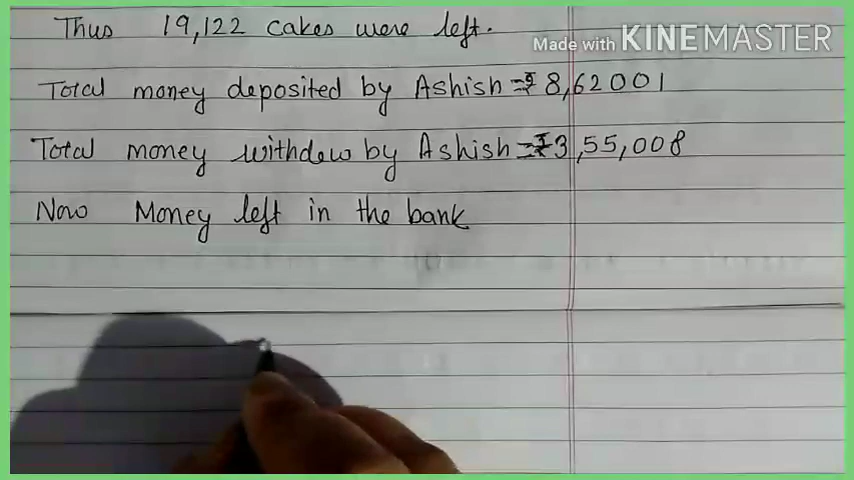 Thus 19,122 cakes were left.
Made with KINEMASTER
Total money deposited by Ashish = ₹ 8,62001
Total money withdew by Ashish = ₹ 3,55,008
Now Money left in the bank